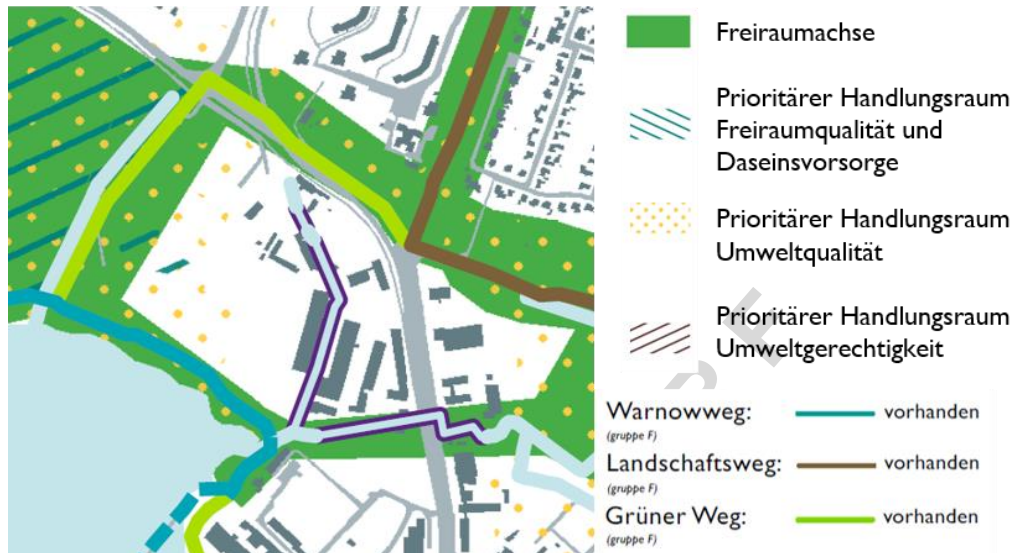 Freiraumachse
Prioritärer Handlungsraum
Freiraumqualität und
Daseinsvorsorge
Prioritärer Handlungsraum
Umweltqualität
Prioritärer Handlungsraum
Umweltgerechtigkeit
Warnowweg: vorhanden
(gruppe F)
Landschaftsweg: vorhanden
(gruppe F)
Grüner Weg: vorhanden
(gruppe F)